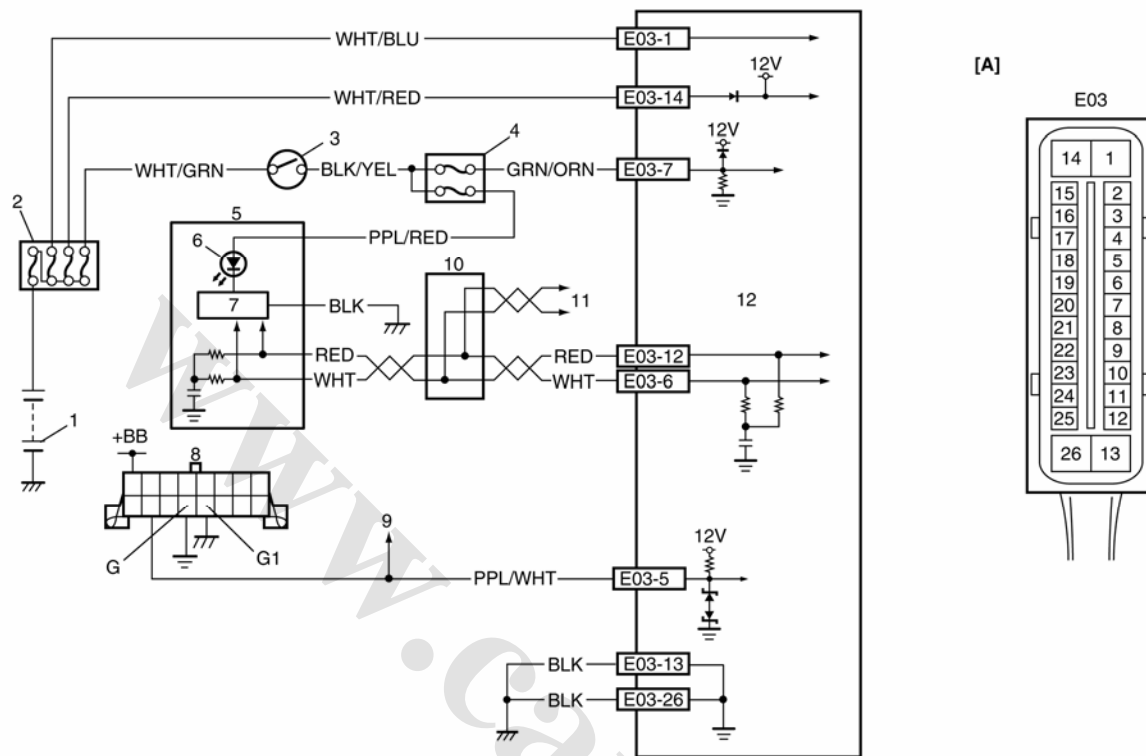 WHT/BLU E03-1
[A]
12V
WHT/RED E03-14
E03
3 4 12V
WHT/GRN BLK/YEL GRN/ORN E03-7
14 1
2 5
15 2
16 3
6 PPL/RED
17 4
10
18 5
7 BLK 11 12
19 6
20 7
21 8
RED RED E03-12
22 9
WHT WHT E03-6
23 10
24 11
1
25 12
+BB 8
26 13
9 12V
G G1
PPL/WHT E03-5
BLK E03-13
BLK E03-26
www.ca